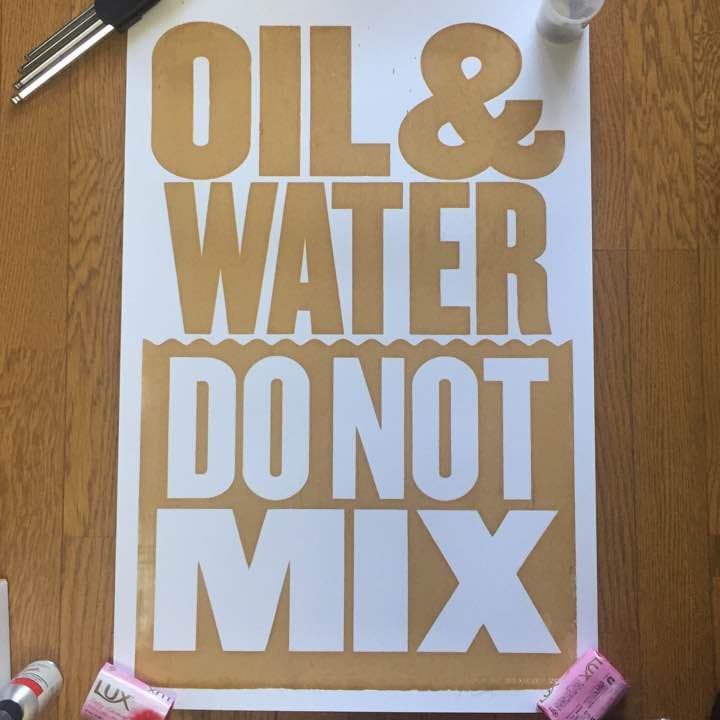 OIL &
WATER
DO NOT
MIX
LUX
LUX